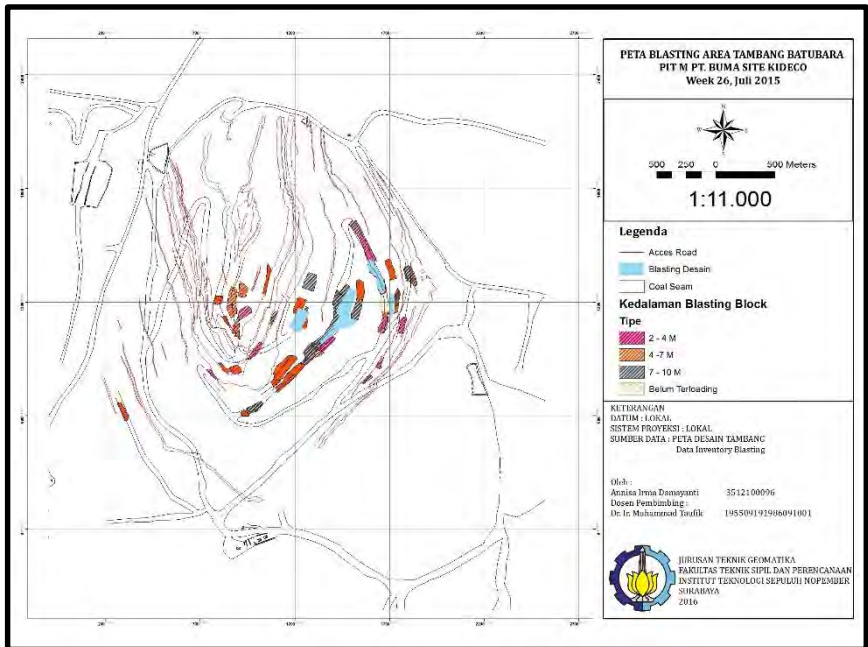 PETA BLASTING AREA TAMBANG BATUBARA
PIT M PT. BUMA SITE KIDECO
Week 26, Juli 2015
N
W
E
S
500 250 0 500 Meters
1:11.000
Legenda
Acces Road
Blasting Desain
Coal Seam
Kedalaman Blasting Block
Tipe
2 - 4 M
4 -7 M
7 - 10 M
Belum Terloading
KETERANGAN
DATUM : LOKAL
SISTEM PROYEKSI : LOKAL
SUMBER DATA : PETA DESAIN TAMBANG
Data Inventory Blasting
Oleh :
Annisa Irma Damayanti 3512100096
Dosen Pembimbing :
Dr. Ir. Muhammad Taufik 195509191986091001
JURUSAN TEKNIK GEOMATIKA
FAKULTAS TEKNIK SIPIL DAN PERENCANAAN
INSTITUT TEKNOLOGI SEPULUH NOPEMBER
SURABAYA
2016